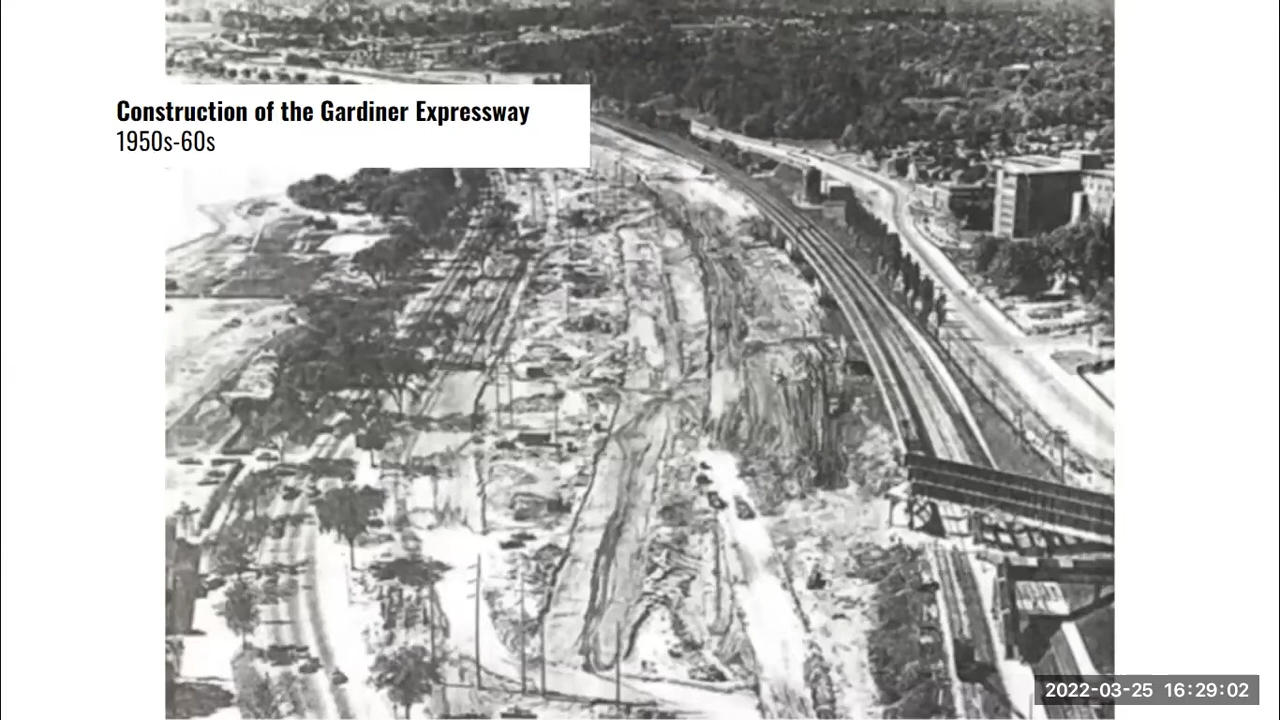 Construction of the Gardiner Expressway
1950s-60s
2022-03-25 16:29:02